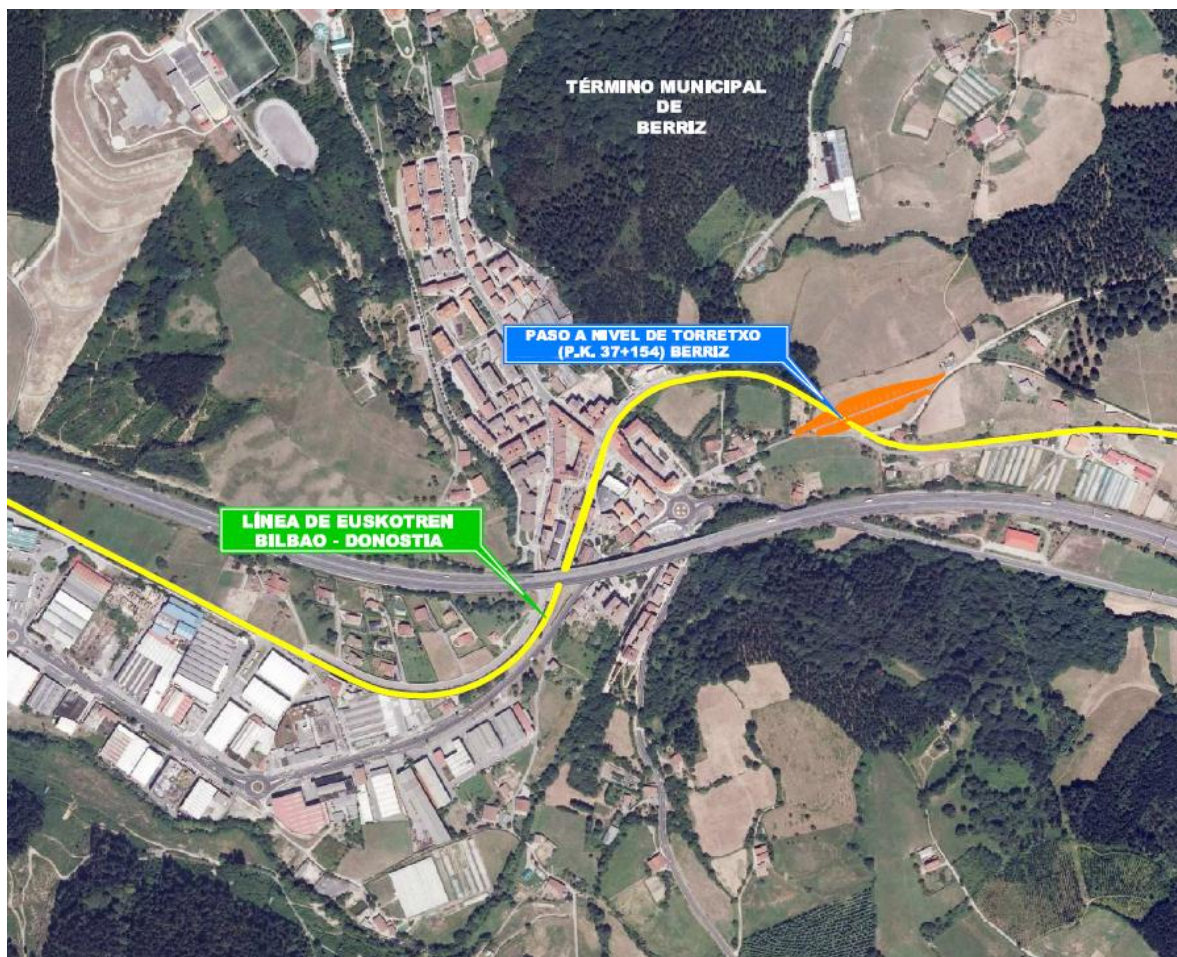 TÉRMINO MUNICIPAL
DE
BERRIZ
PASO A NIVEL DE TORRETXO
(P.K. 37+154) BERRIZ
LÍNEA DE EUSKOTREN
BILBAO - DONOSTIA